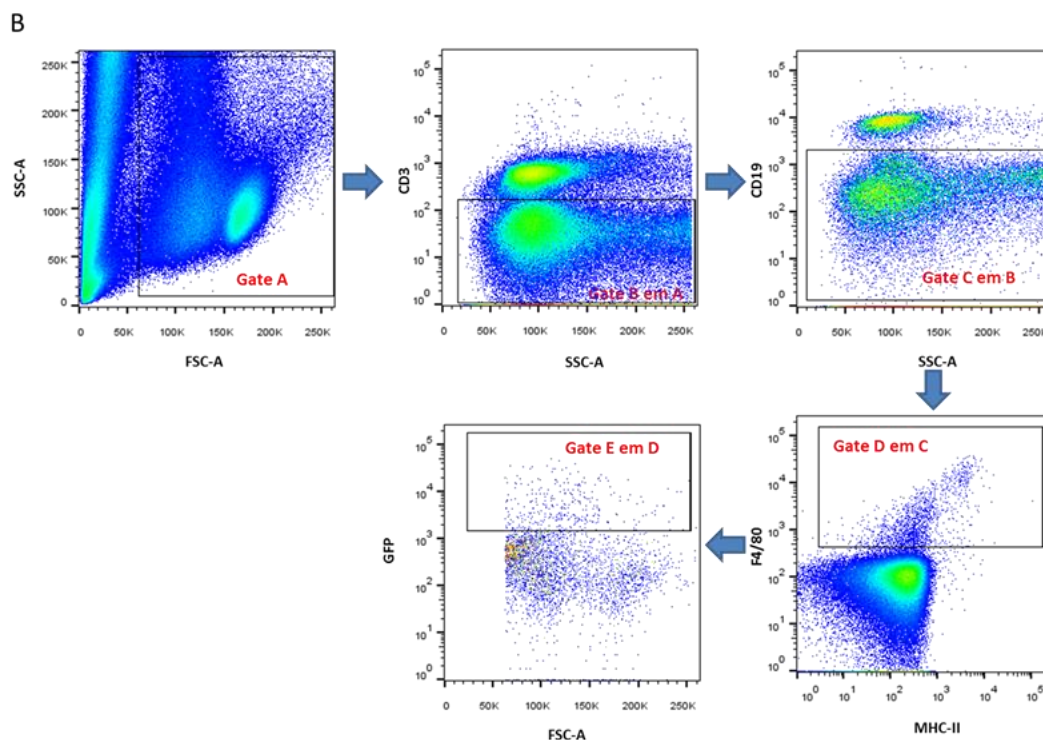 B
SSC-A
250K
200K
150K
100K
50K
0
Gate A
0 50K 100K 150K 200K 250K
FSC-A
CD3
10^5
10^4
10^3
10^2
10^1
10^0
Gate B em A
0 50K 100K 150K 200K 250K
SSC-A
CD19
10^5
10^4
10^3
10^2
10^1
10^0
Gate C em B
0 50K 100K 150K 200K 250K
SSC-A
GFP
10^5
10^4
10^3
10^2
10^1
10^0
Gate E em D
0 50K 100K 150K 200K 250K
FSC-A
F4/80
10^5
10^4
10^3
10^2
10^1
10^0
Gate D em C
10^0 10^1 10^2 10^3 10^4 10^5
MHC-II